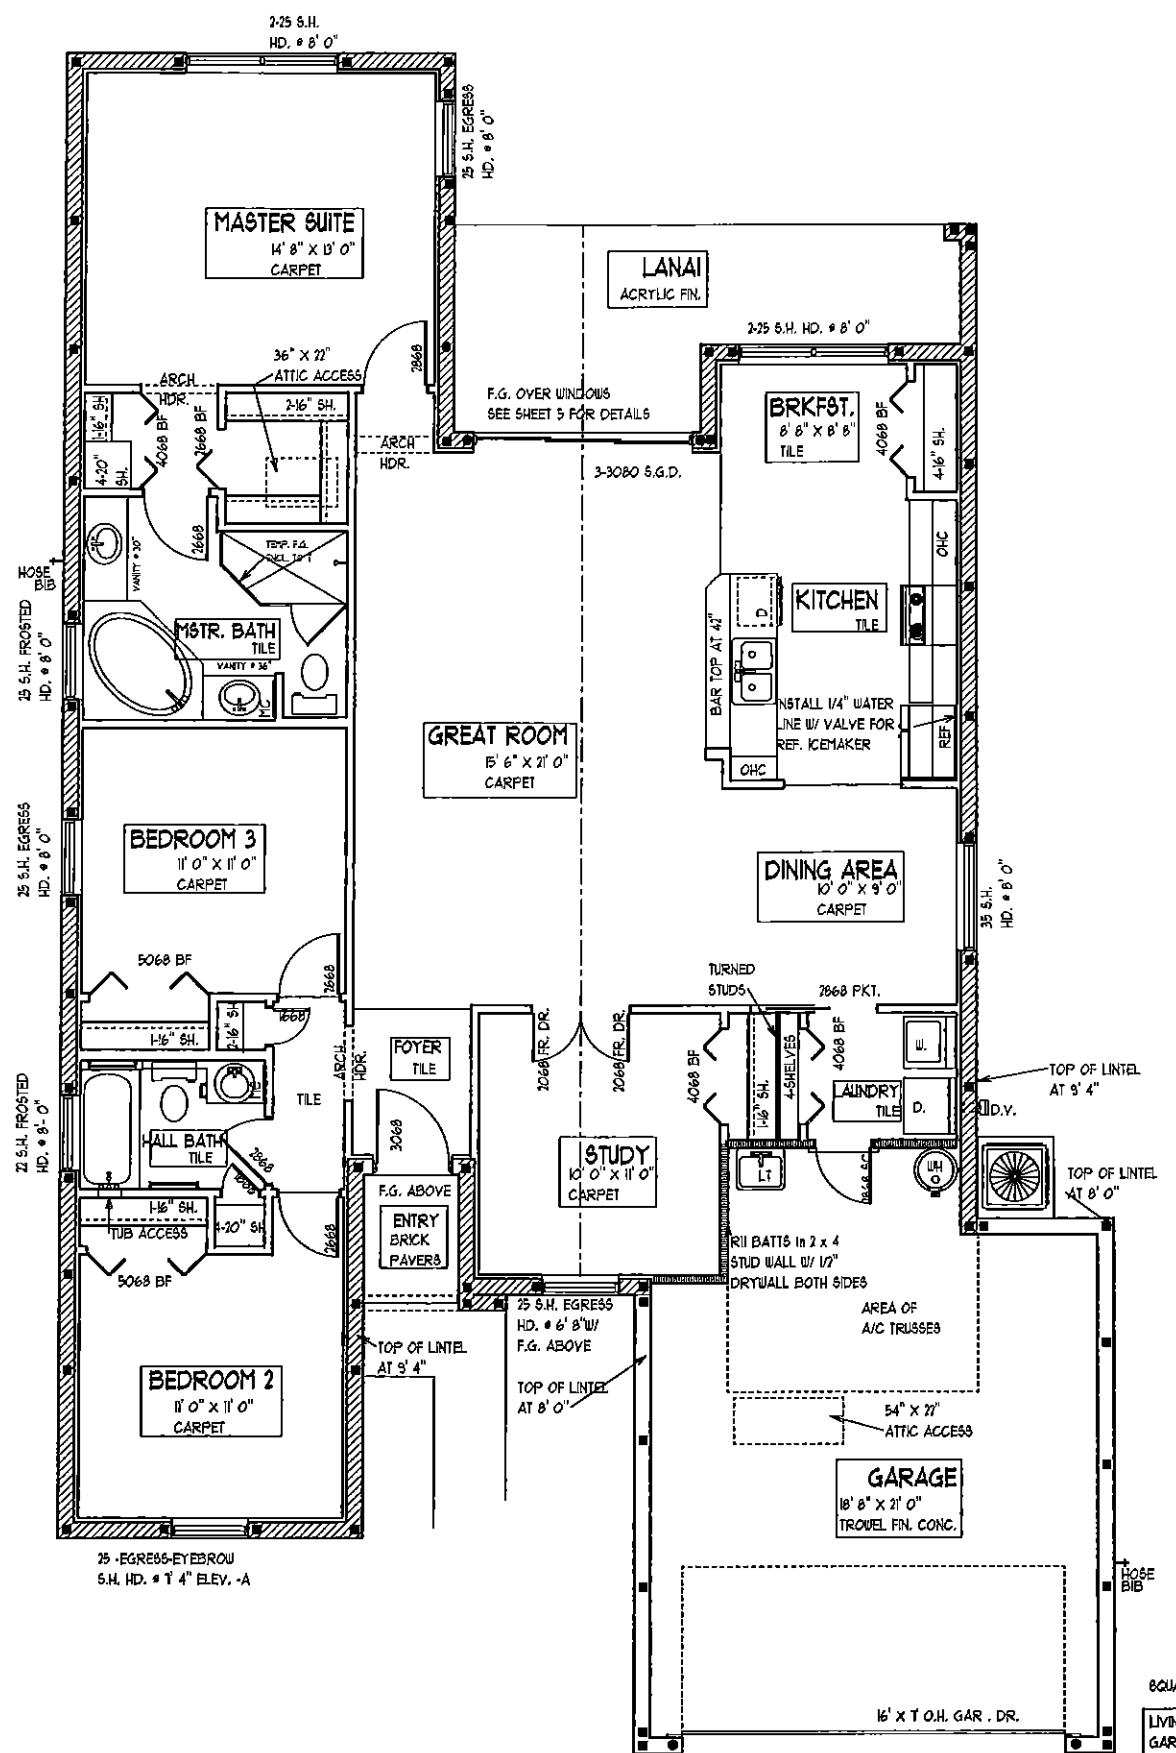 2-25 S.H.
HD. @ 8' 0"
25 S.H. EGRESS
HD. @ 8' 0"
MASTER SUITE
14' 8" X 13' 0"
CARPET
LANAI
ACRYLIC FIN.
2-25 S.H. HD. @ 8' 0"
36" X 22"
ATTIC ACCESS
2868
ARCH
HDR.
F.G. OVER WINDOWS
SEE SHEET 5 FOR DETAILS
BRKFST.
8' 8" X 8' 8"
TILE
4068 BF
4-16" SH.
1-16" SH
4068 BF
2668 BF
2-16" SH.
4-20"
SH.
ARCH
HDR.
3-3080 S.G.D.
2668
VANITY @ 30"
TEMP. F.G.
OHC
HOSE
BIB
25 S.H. FROSTED
HD. @ 8' 0"
MSTR. BATH
TILE
VANITY @ 36"
MC
D
KITCHEN
TILE
BAR TOP AT 42"
INSTALL 1/4" WATER
LINE W/ VALVE FOR
REF. ICEMAKER
REF.
OHC
GREAT ROOM
15' 6" X 21' 0"
CARPET
25 S.H. EGRESS
HD. @ 8' 0"
BEDROOM 3
11' 0" X 11' 0"
CARPET
DINING AREA
10' 0" X 9' 0"
CARPET
35 S.H.
HD. @ 8' 0"
5068 BF
2668
TURNED
STUDS
2868 PKT.
1-16" SH.
2-16" SH.
1668
ARCH
HDR.
FOYER
TILE
2068 FR. DR.
2068 FR. DR.
4068 BF
1-16" SH.
4-SHELVES
4068 BF
W.
LAUNDRY
TILE
D.
D.V.
TOP OF LINTEL
AT 9' 4"
22 S.H. FROSTED
HD. @ 8'- 0"
TILE
HALL BATH
TILE
2868
1668
3068
STUDY
10' 0" X 11' 0"
CARPET
LT
2868 SC
WH
TOP OF LINTEL
AT 8' 0"
1-16" SH.
TUB ACCESS
4-20" SH.
2668
5068 BF
F.G. ABOVE
ENTRY
BRICK
PAVERS
R11 BATTS in 2 x 4
STUD WALL W/ 1/2"
DRYWALL BOTH SIDES
25 S.H. EGRESS
HD. @ 6' 8"W/
F.G. ABOVE
AREA OF
A/C TRUSSES
TOP OF LINTEL
AT 9' 4"
BEDROOM 2
11' 0" X 11' 0"
CARPET
TOP OF LINTEL
AT 8' 0"
54" X 22"
ATTIC ACCESS
GARAGE
18' 8" X 21' 0"
TROWEL FIN. CONC.
25 -EGRESS-EYEBROW
S.H. HD. @ 7' 4" ELEV. -A
HOSE
BIB
16' X 7' O.H. GAR . DR.
SQUA
LIVIN
GAR